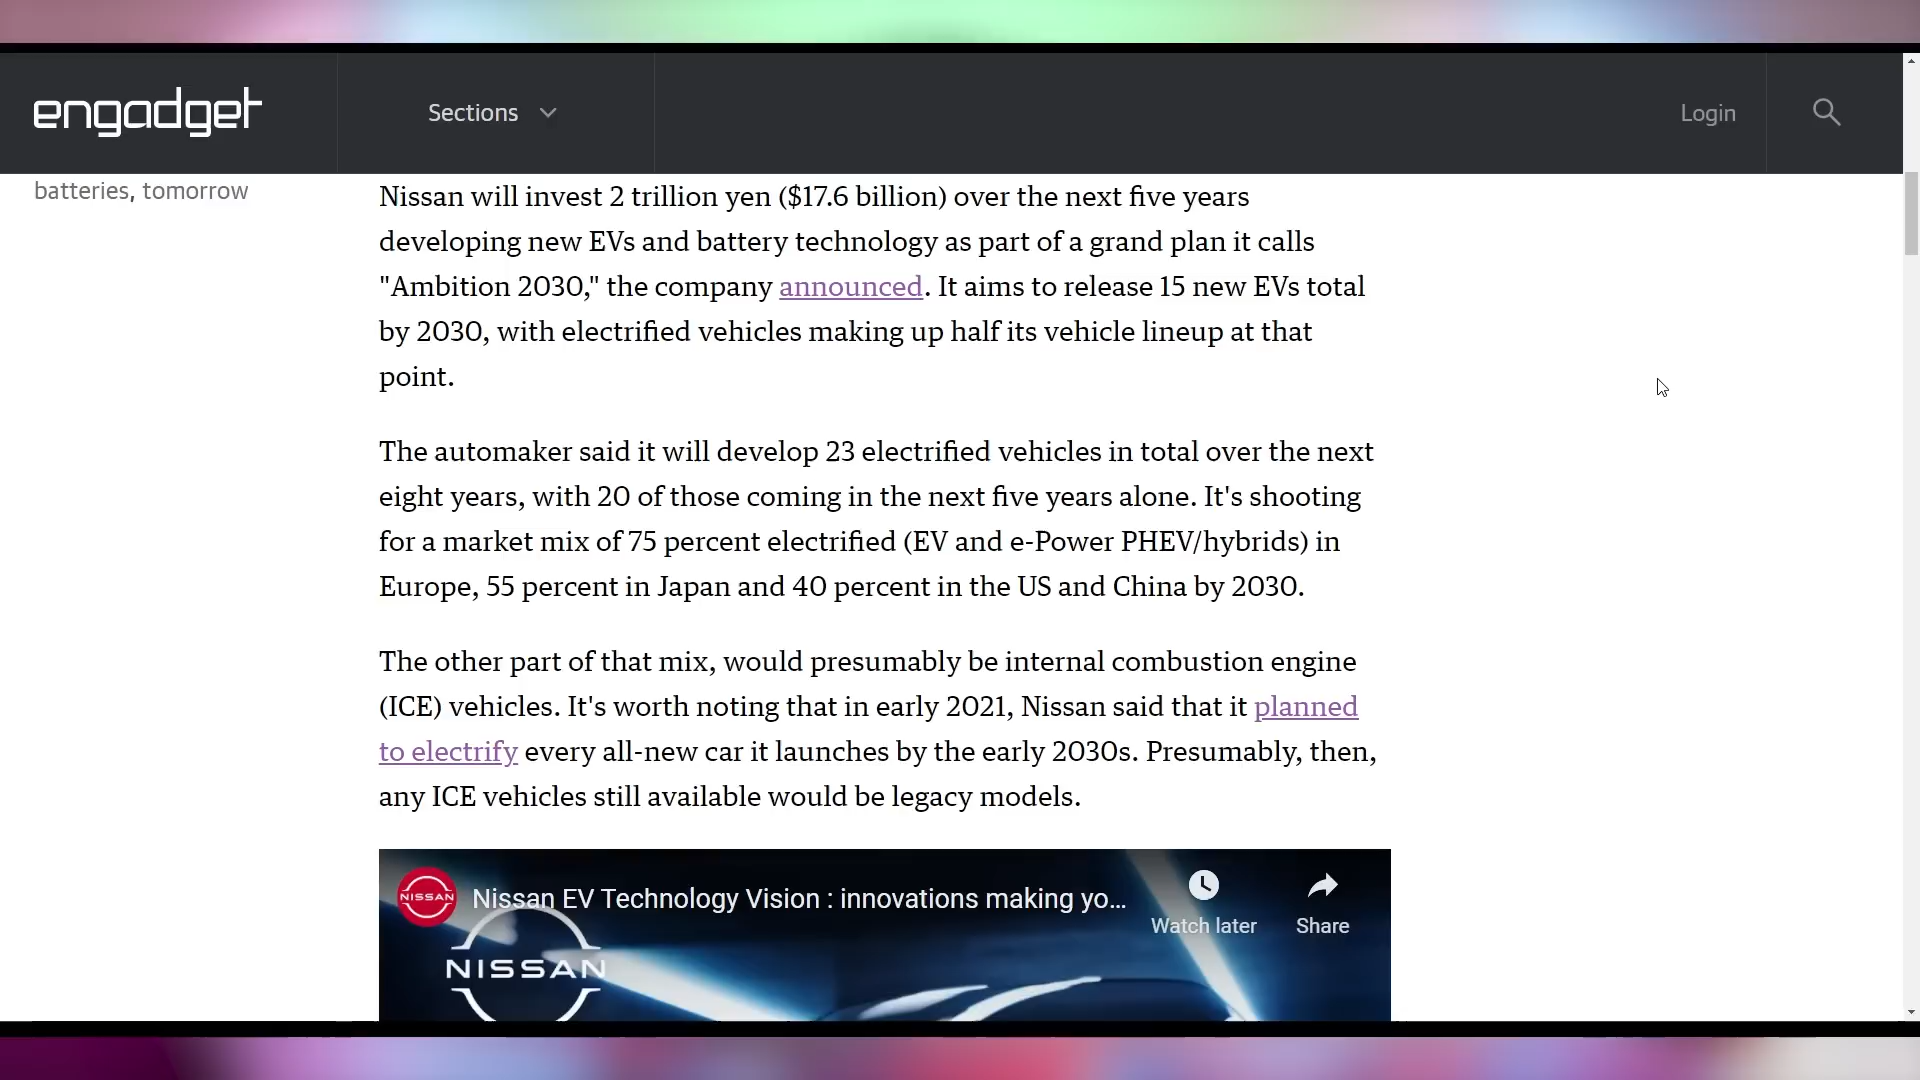 engadget
Sections
Login
batteries, tomorrow
Nissan will invest 2 trillion yen ($17.6 billion) over the next five years
developing new EVs and battery technology as part of a grand plan it calls
"Ambition 2030," the company announced. It aims to release 15 new EVs total
by 2030, with electrified vehicles making up half its vehicle lineup at that
point.
The automaker said it will develop 23 electrified vehicles in total over the next
eight years, with 20 of those coming in the next five years alone. It's shooting
for a market mix of 75 percent electrified (EV and e-Power PHEV/hybrids) in
Europe, 55 percent in Japan and 40 percent in the US and China by 2030.
The other part of that mix, would presumably be internal combustion engine
(ICE) vehicles. It's worth noting that in early 2021, Nissan said that it planned
to electrify every all-new car it launches by the early 2030s. Presumably, then,
any ICE vehicles still available would be legacy models.
NISSAN
Nissan EV Technology Vision : innovations making yo...
Watch later
Share
NISSAN